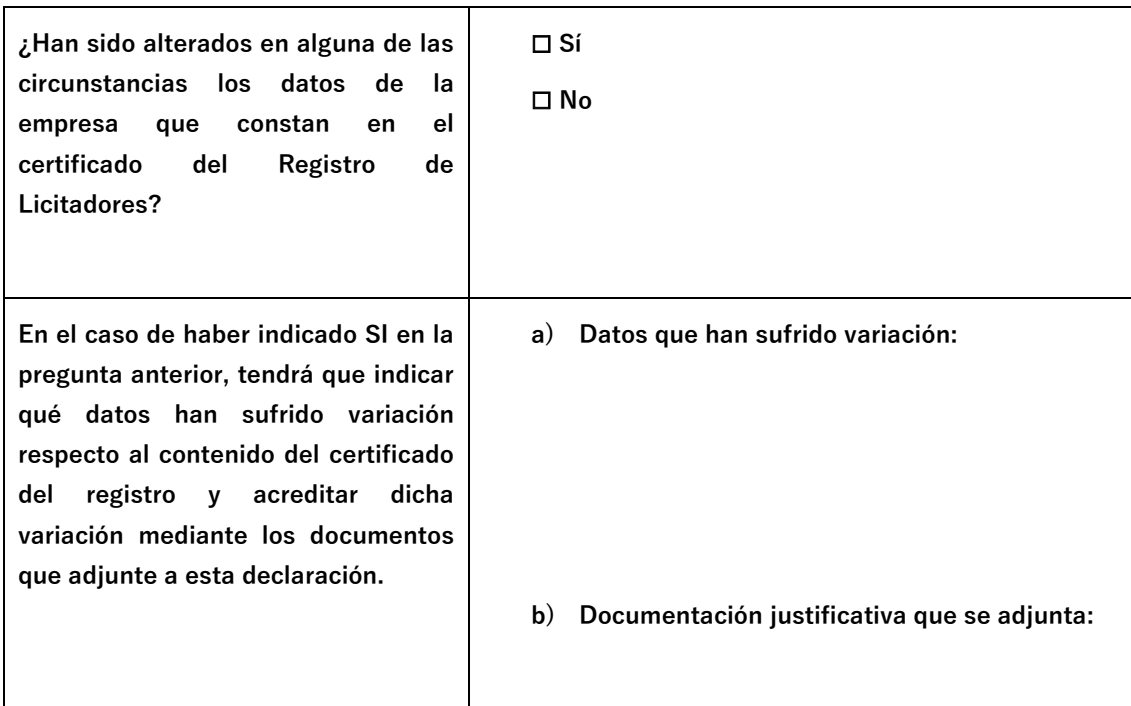 ¿Han sido alterados en alguna de las
circunstancias los datos de la
empresa que constan en el
certificado del Registro de
Licitadores?
☐ Sí
☐ No
En el caso de haber indicado SI en la
pregunta anterior, tendrá que indicar
qué datos han sufrido variación
respecto al contenido del certificado
del registro y acreditar dicha
variación mediante los documentos
que adjunte a esta declaración.
a) Datos que han sufrido variación:
b) Documentación justificativa que se adjunta: